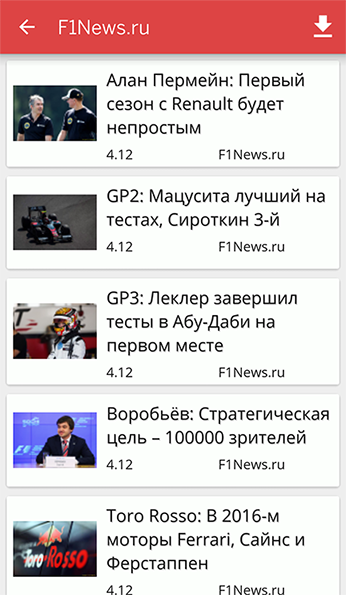 F1News.ru
Алан Пермейн: Первый
сезон с Renault будет
непростым
4.12 F1News.ru
GP2: Мацусита лучший на
тестах, Сироткин 3-й
4.12 F1News.ru
GP3: Леклер завершил
тесты в Абу-Даби на
первом месте
4.12 F1News.ru
Воробьёв: Стратегическая
цель – 100000 зрителей
4.12 F1News.ru
Toro Rosso: В 2016-м
моторы Ferrari, Сайнс и
Ферстаппен
Toro Rosso
4.12 F1News.ru